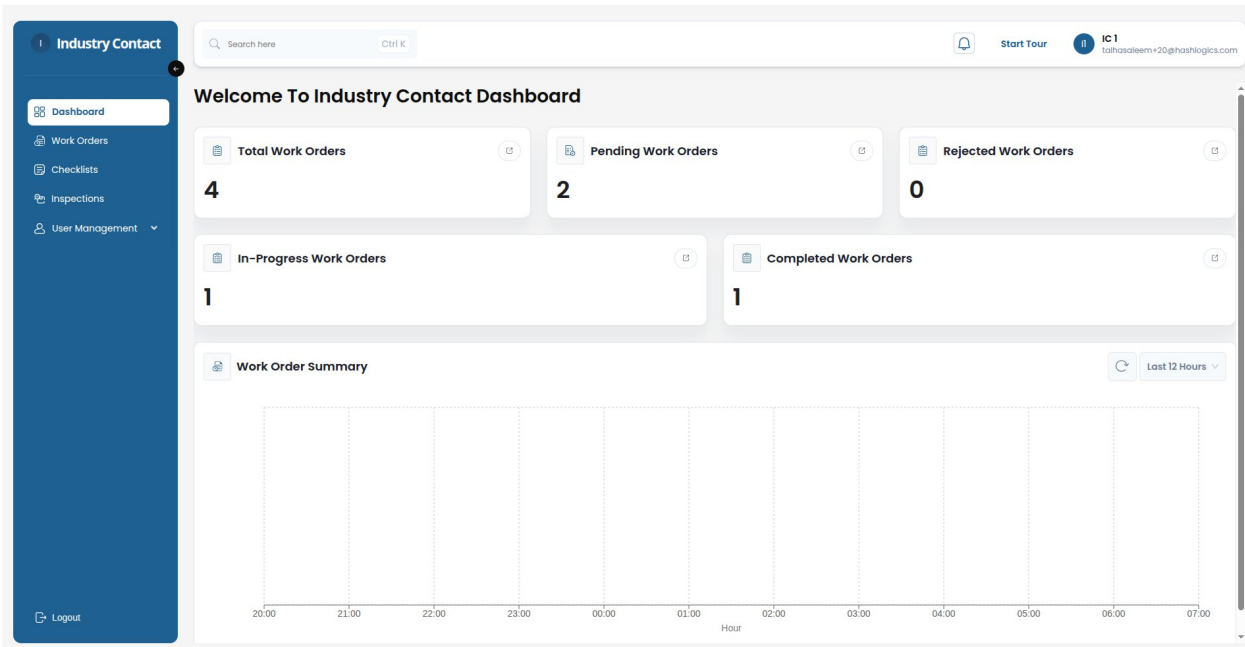 I Industry Contact
Dashboard
Work Orders
Checklists
Inspections
User Management
Logout
Search here Ctrl K
Start Tour
I1
IC 1
talhasaleem+20@hashlogics.com
Welcome To Industry Contact Dashboard
Total Work Orders
4
Pending Work Orders
2
Rejected Work Orders
0
In-Progress Work Orders
1
Completed Work Orders
1
Work Order Summary
Last 12 Hours
20:00 21:00 22:00 23:00 00:00 01:00 02:00 03:00 04:00 05:00 06:00 07:00
Hour